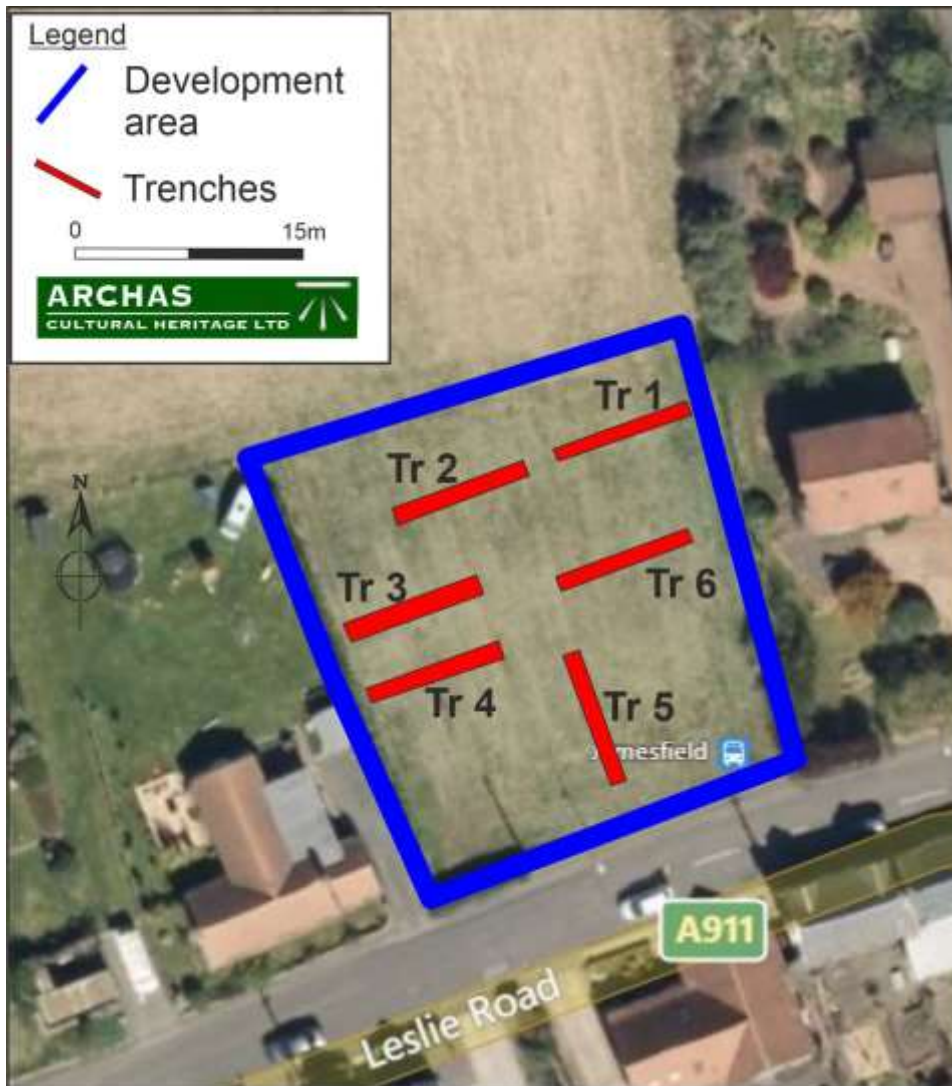 Legend
Development
area
Trenches
0 15m
ARCHAS
CULTURAL HERITAGE LTD
Tr 1
Tr 2
N
Tr 3
Tr 6
Tr 4
Tr 5
A911
Leslie Road